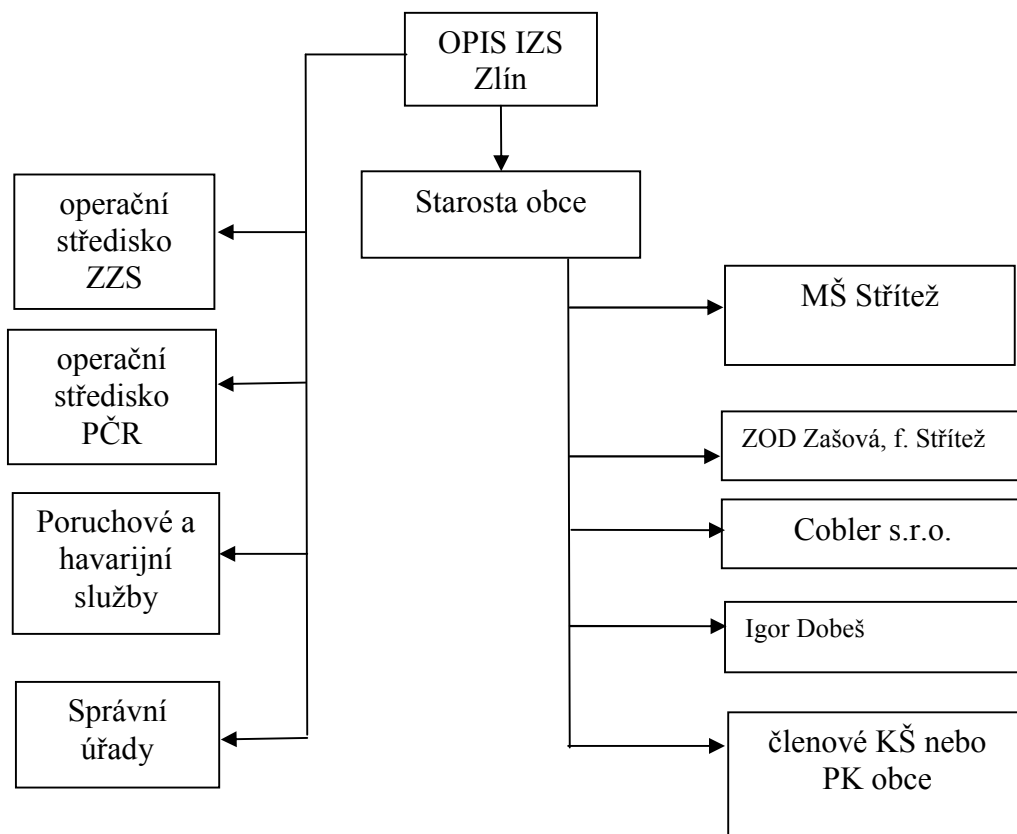 OPIS IZS
Zlín
Starosta obce
operační
středisko
ZZS
operační
středisko
PČR
Poruchové a
havarijní
služby
Správní
úřady
MŠ Střítež
ZOD Zašová, f. Střítež
Cobler s.r.o.
Igor Dobeš
členové KŠ nebo
PK obce